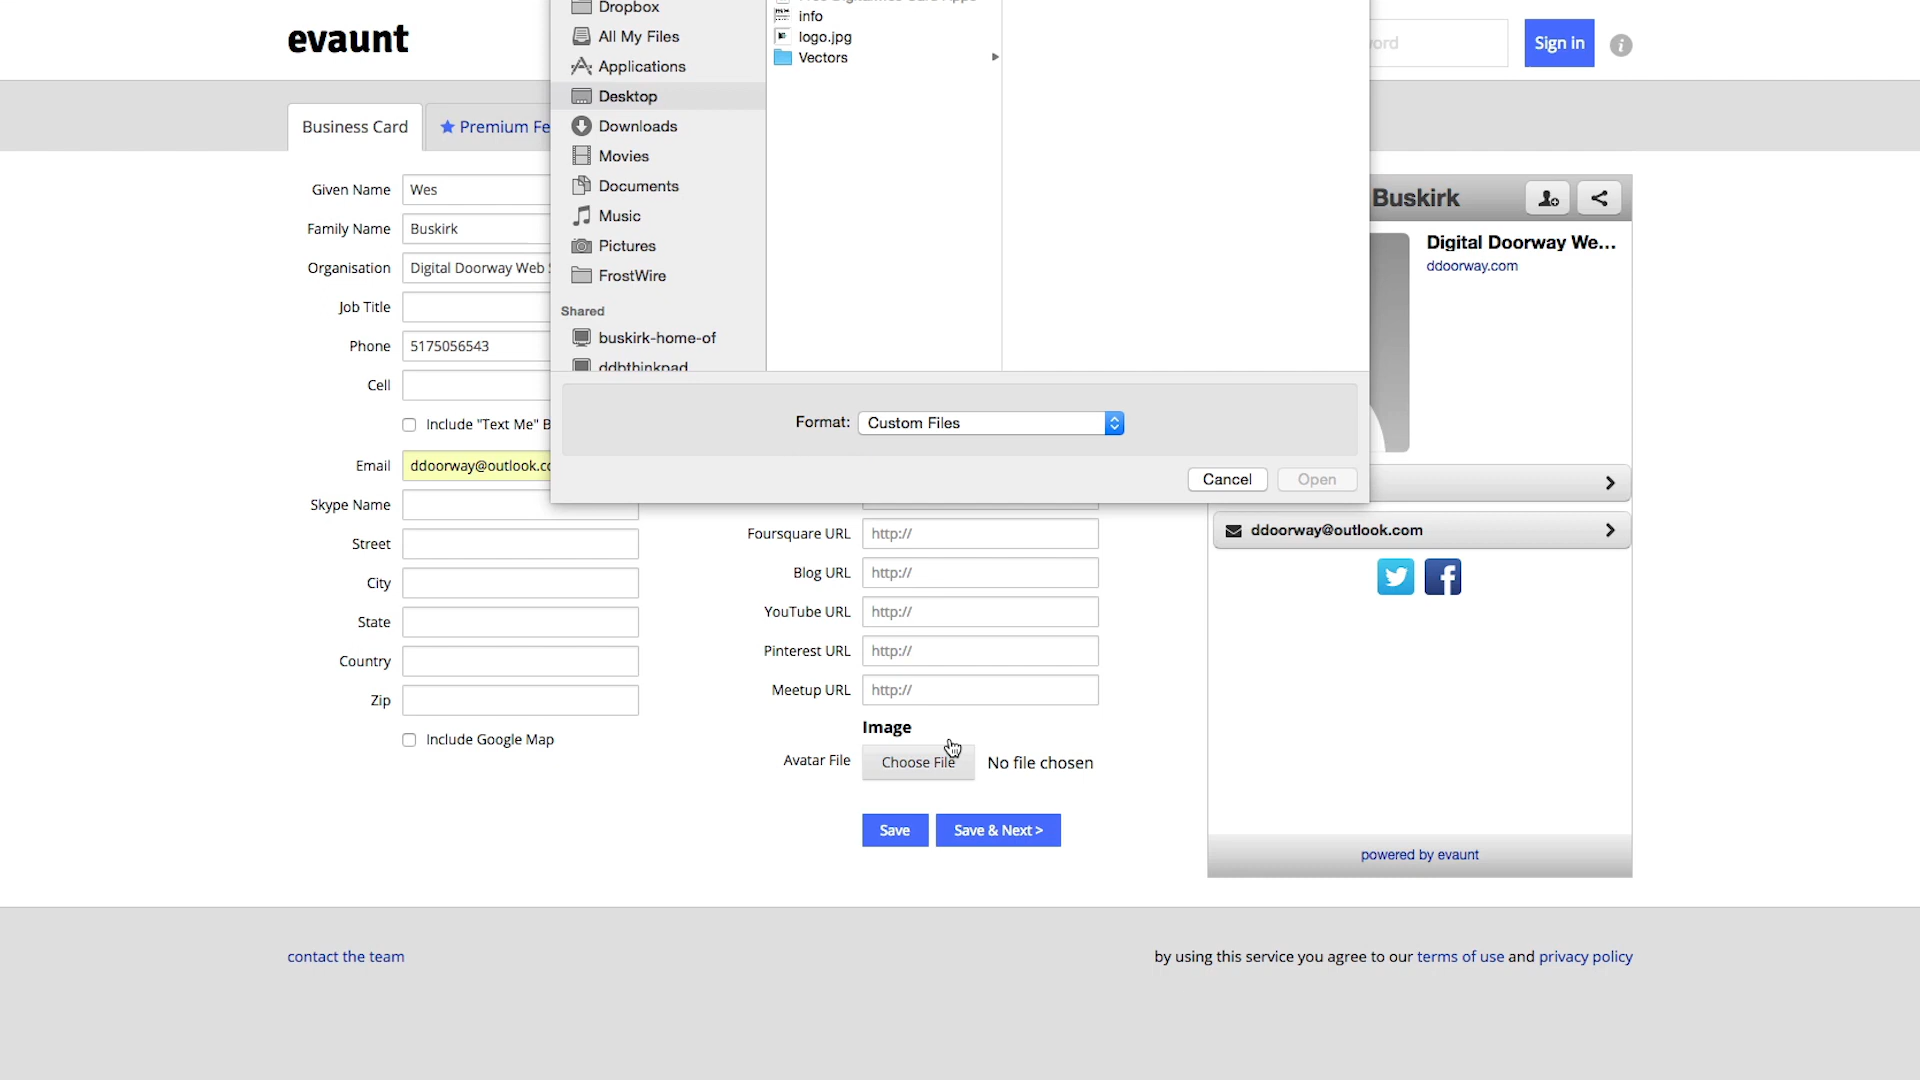 evaunt
Sign in
Business Card
Premium Fe
Given Name
Wes
Family Name
Buskirk
Organisation
Digital Doorway Web
Job Title
Phone
5175056543
Cell
Include "Text Me" B
Email
ddoorway@outlook.co
Skype Name
Street
City
State
Country
Zip
Include Google Map
Dropbox
All My Files
Applications
Desktop
Downloads
Movies
Documents
Music
Pictures
FrostWire
Shared
buskirk-home-of
ddbthinkpad
info
logo.jpg
Vectors
Format:
Custom Files
Cancel
Open
Foursquare URL
http://
Blog URL
http://
YouTube URL
http://
Pinterest URL
http://
Meetup URL
http://
Image
Avatar File
Choose File
No file chosen
Save
Save & Next >
Buskirk
Digital Doorway We...
ddoorway.com
ddoorway@outlook.com
powered by evaunt
contact the team
by using this service you agree to our terms of use and privacy policy